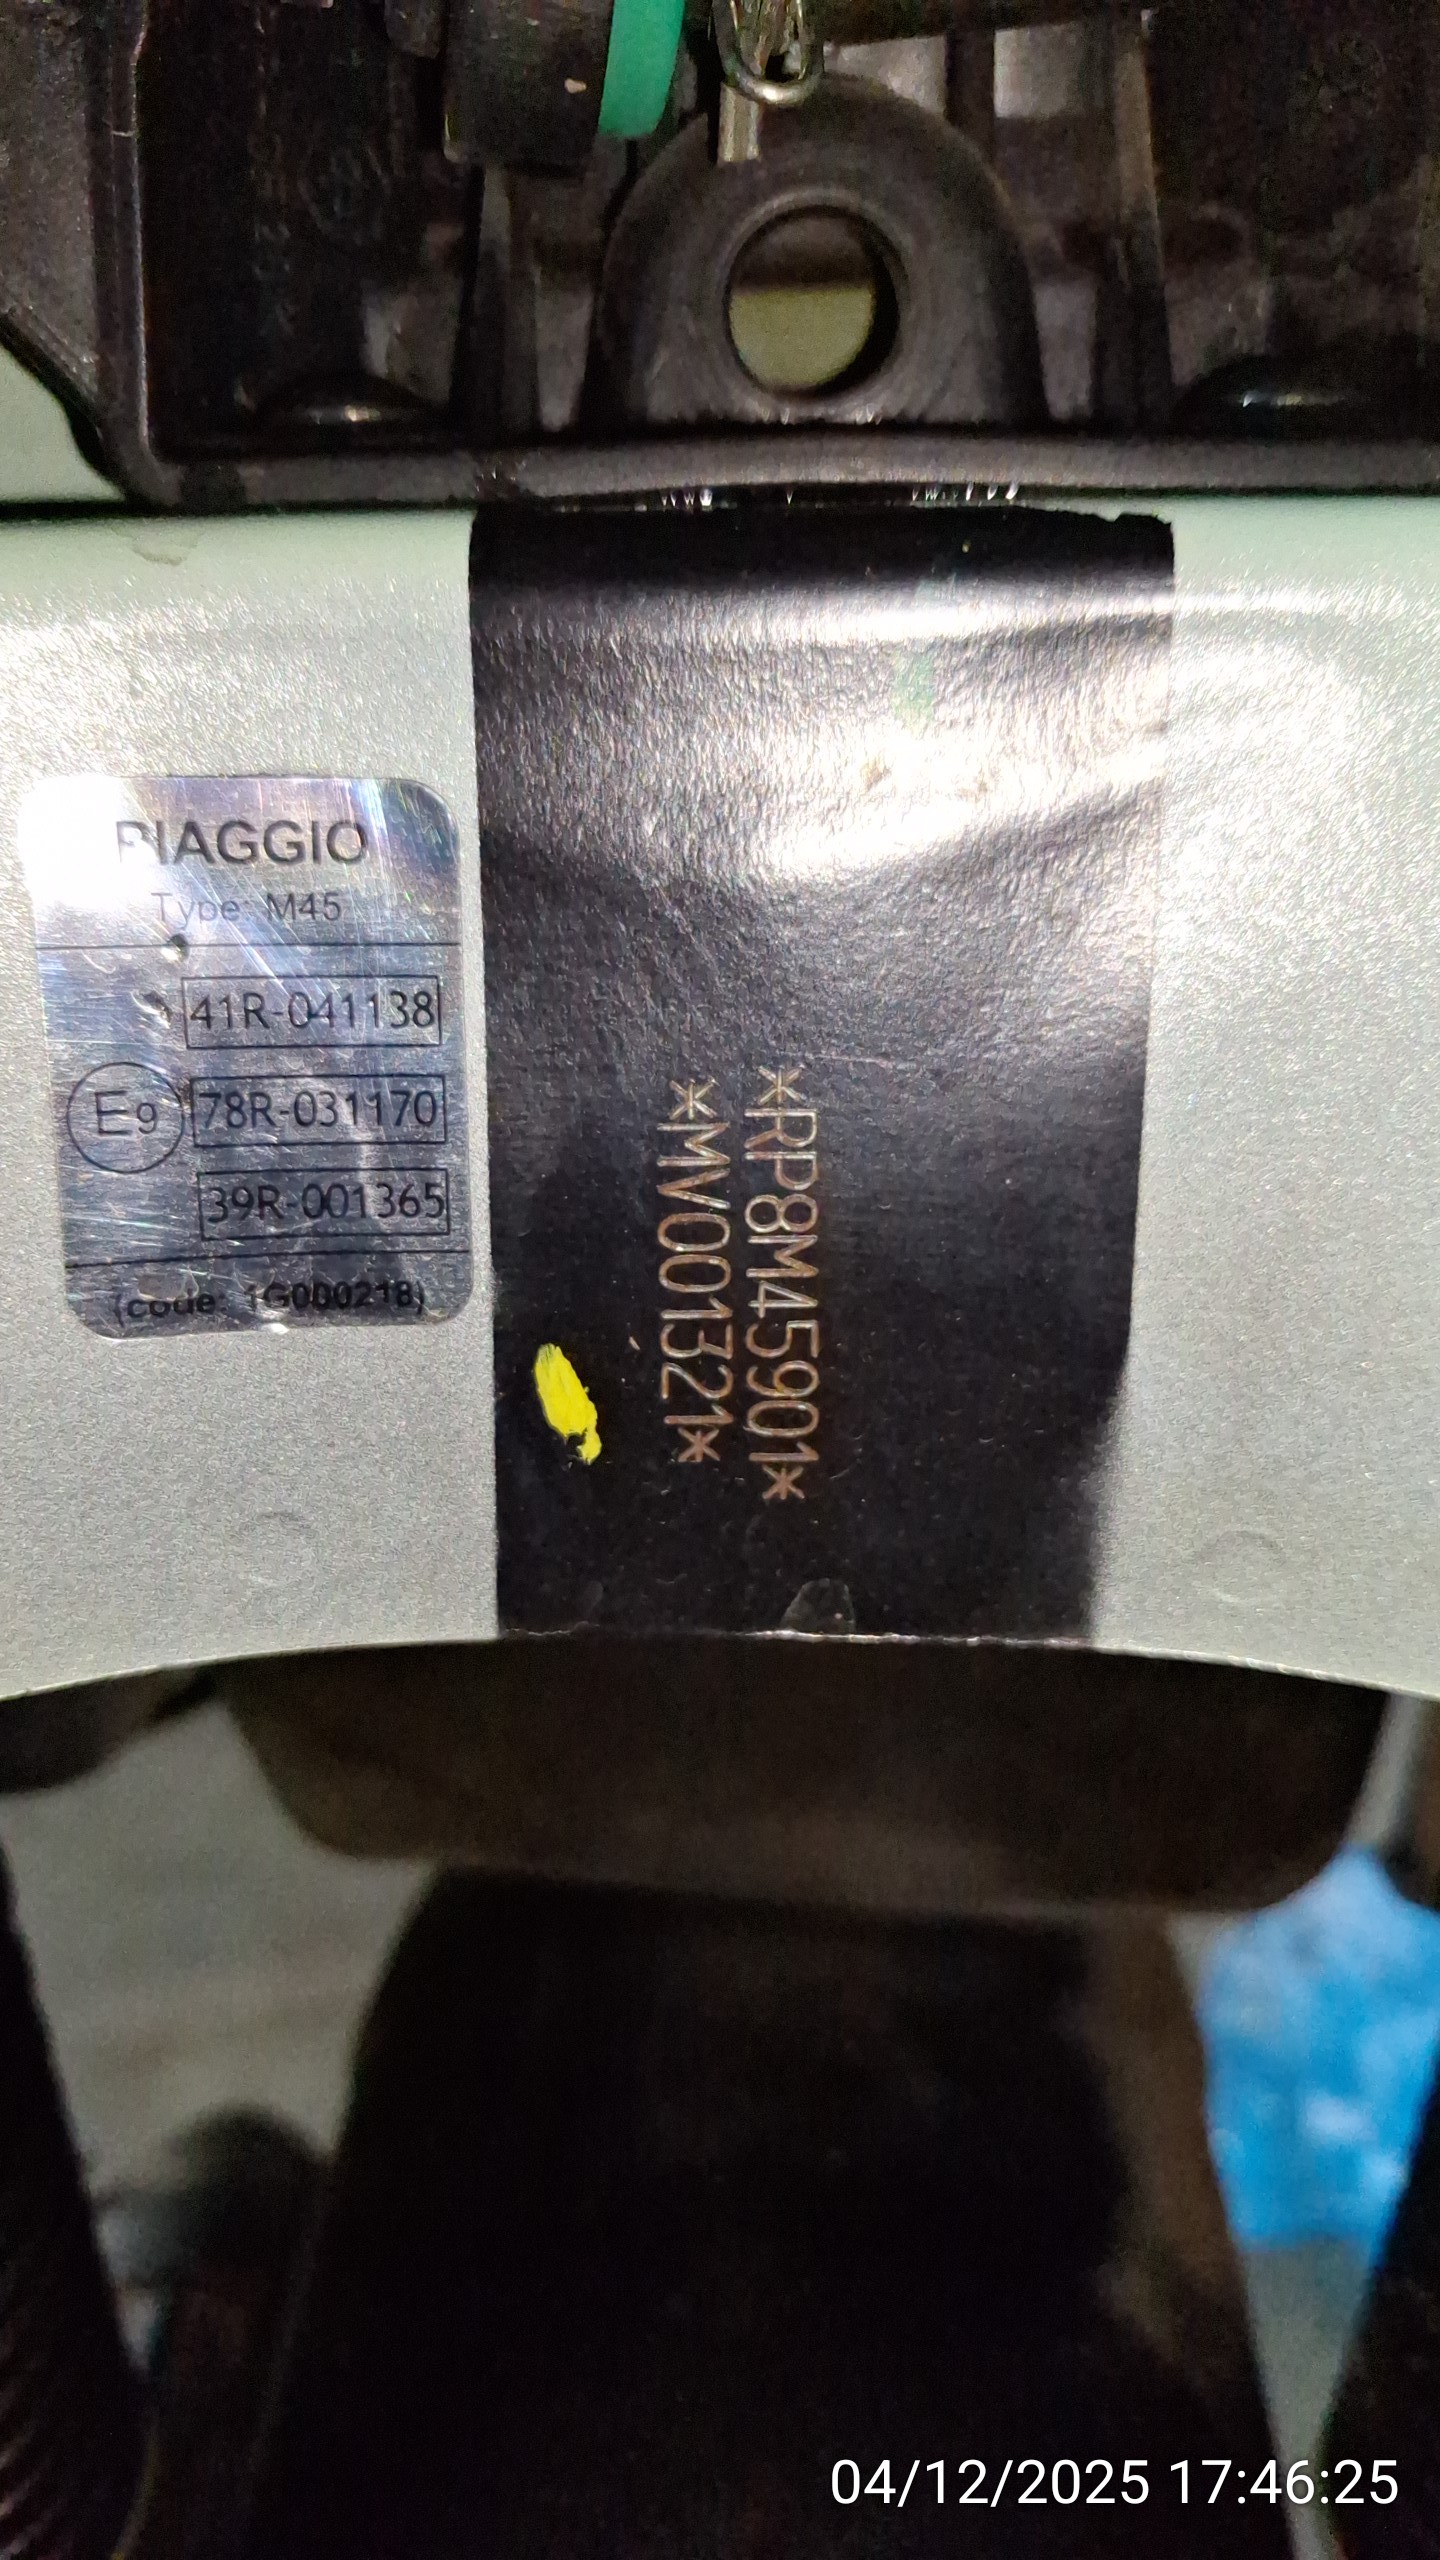 PIAGGIO
Type: M45
41R-041138
E9
78R-031170
39R-001365
(code: 1G000218)
*RP8M45901*
*MV001321*
04/12/2025 17:46:25